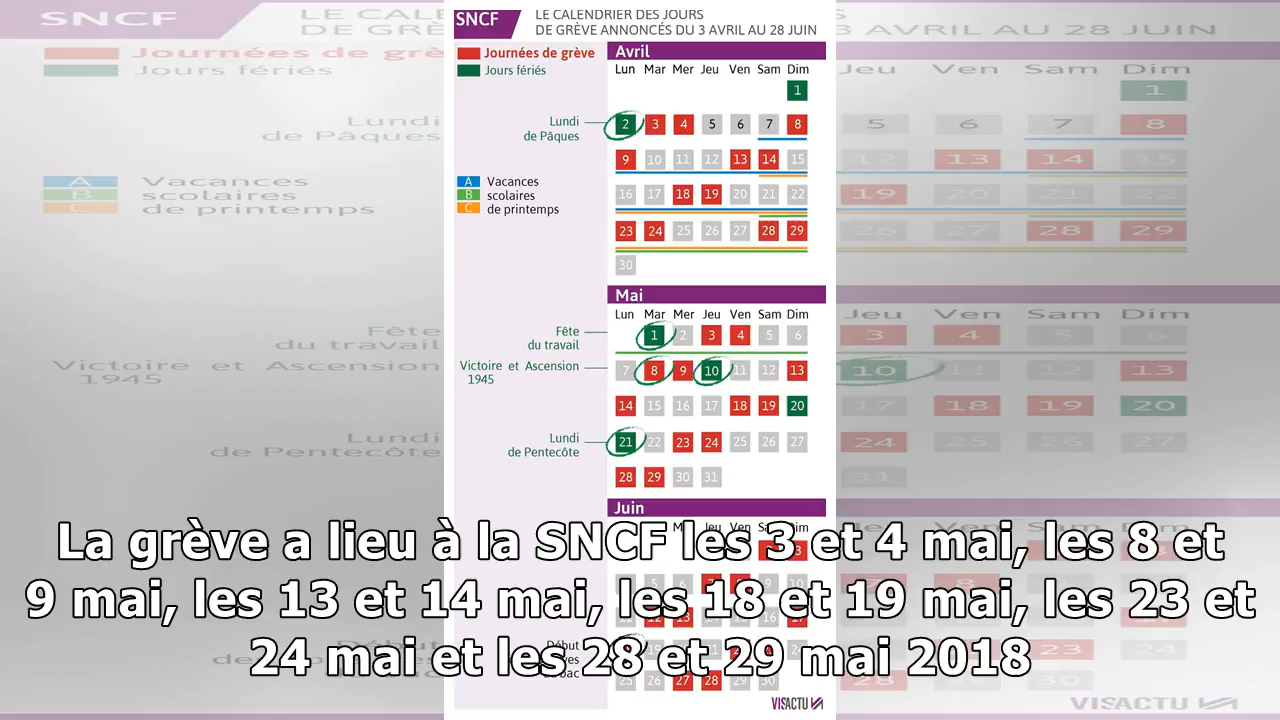 SNCF
LE CALENDRIER DES JOURS
DE GRÈVE ANNONCÉS DU 3 AVRIL AU 28 JUIN
Journées de grève
Jours fériés
Avril
Lun Mar Mer Jeu Ven Sam Dim
1
Lundi
de Pâques
2 3 4 5 6 7 8
9 10 11 12 13 14 15
A Vacances
B scolaires
C de printemps
16 17 18 19 20 21 22
23 24 25 26 27 28 29
30
Mai
Lun Mar Mer Jeu Ven Sam Dim
Fête
du travail
1 2 3 4 5 6
Victoire et Ascension
1945
7 8 9 10 11 12 13
14 15 16 17 18 19 20
Lundi
de Pentecôte
21 22 23 24 25 26 27
28 29 30 31
Juin
La grève a lieu à la SNCF les 3 et 4 mai, les 8 et
9 mai, les 13 et 14 mai, les 18 et 19 mai, les 23 et
24 mai et les 28 et 29 mai 2018
25 26 27 28 29 30
VISACTU